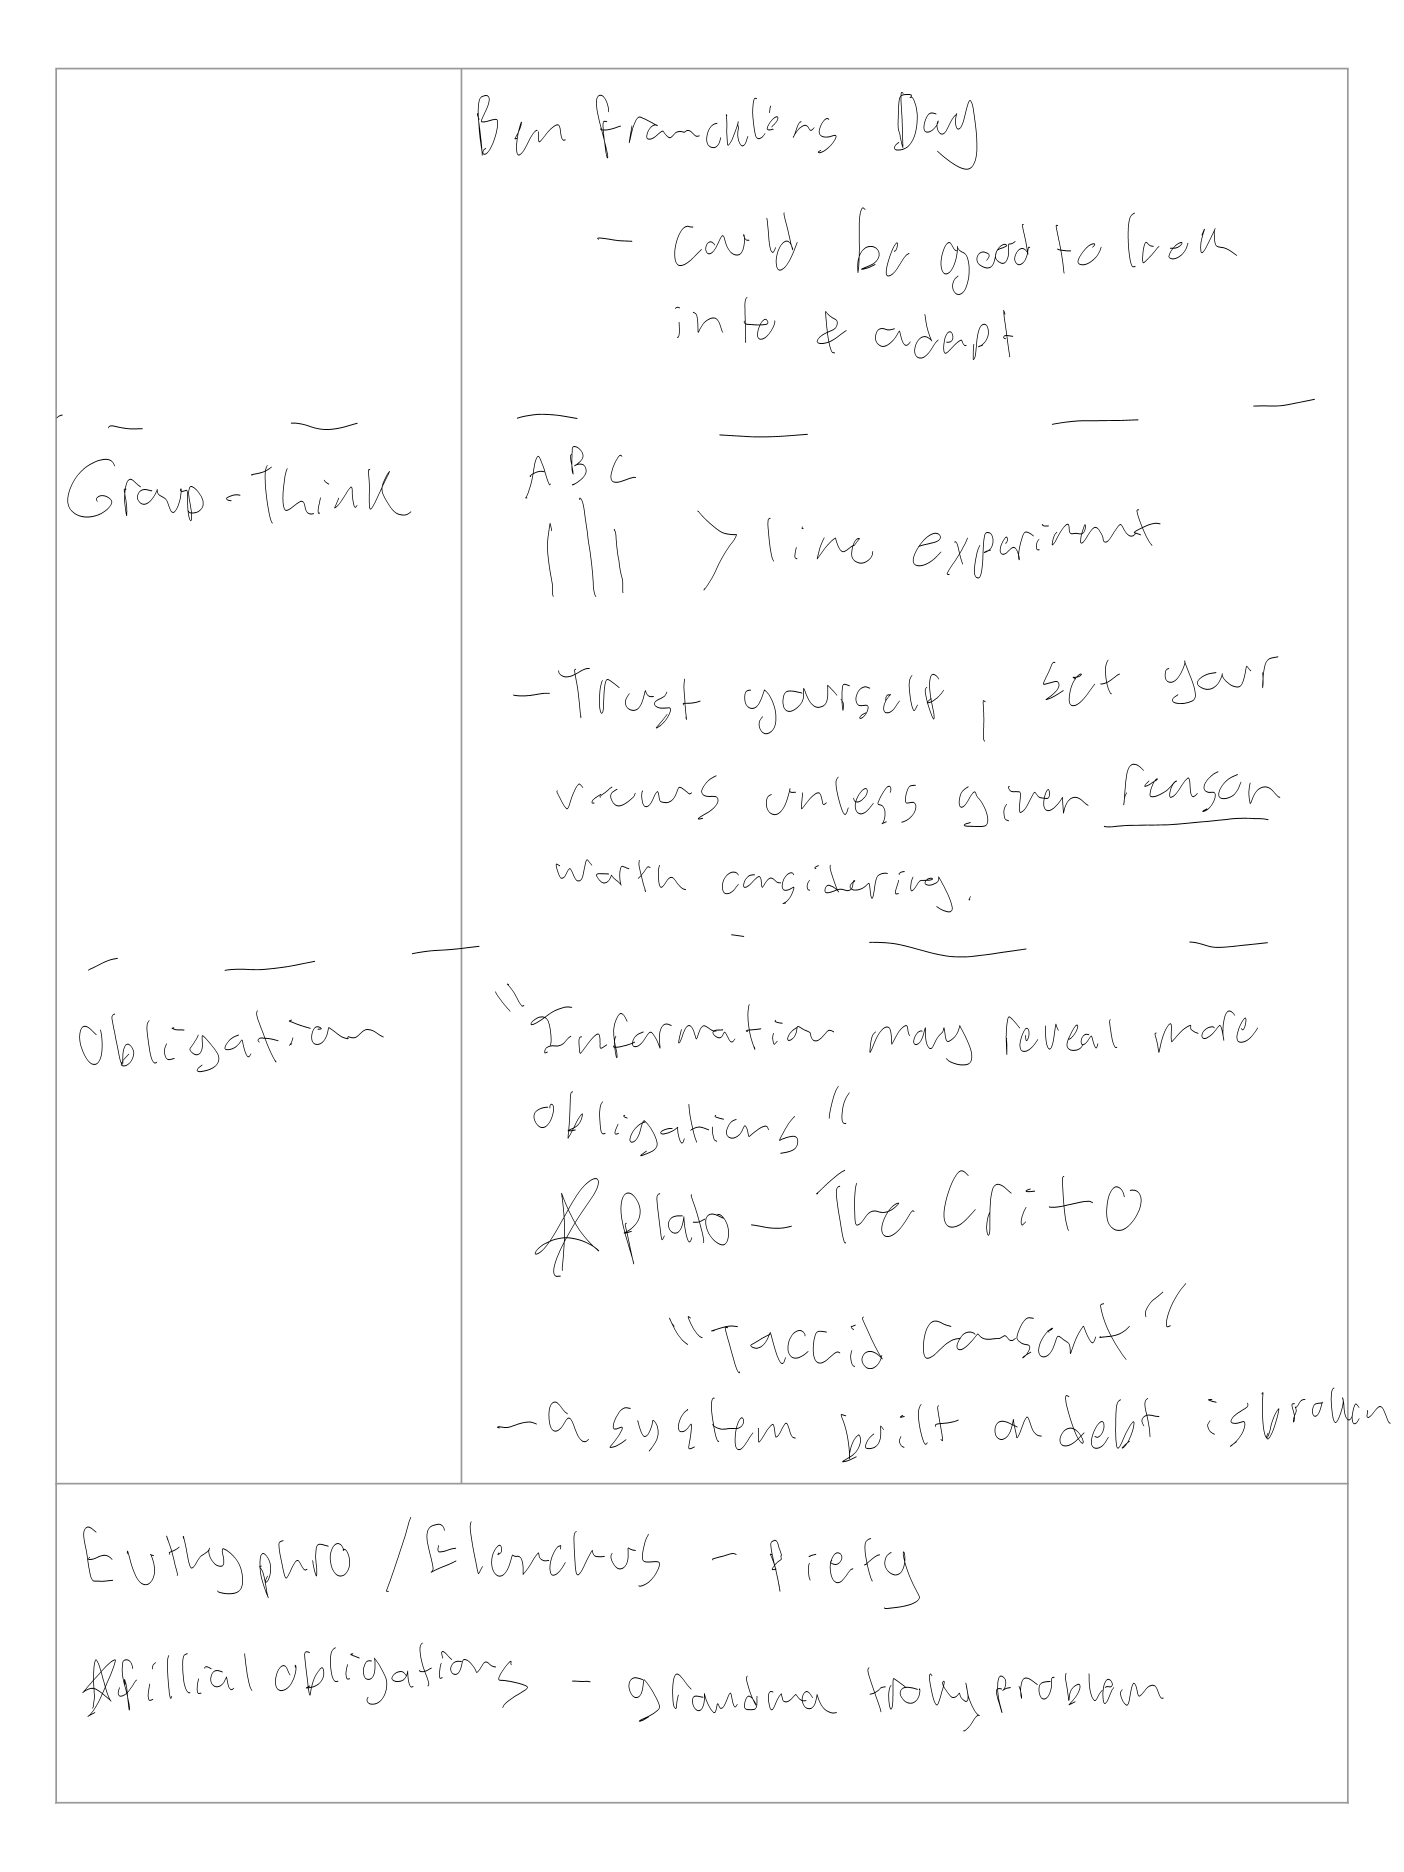 Ben francklins Day
- Could be good to look
into & adapt
Group-Think
A B C
> line experiment
- Trust yourself, set your
views unless given reason
worth considering.
Obligation
"Information may reveal more
obligations"
Plato - The Crito
"Taccid consent"
- a system built on debt is broken
Euthyphro / Elenchus - Piety
fillial obligations - grandma trolly problem